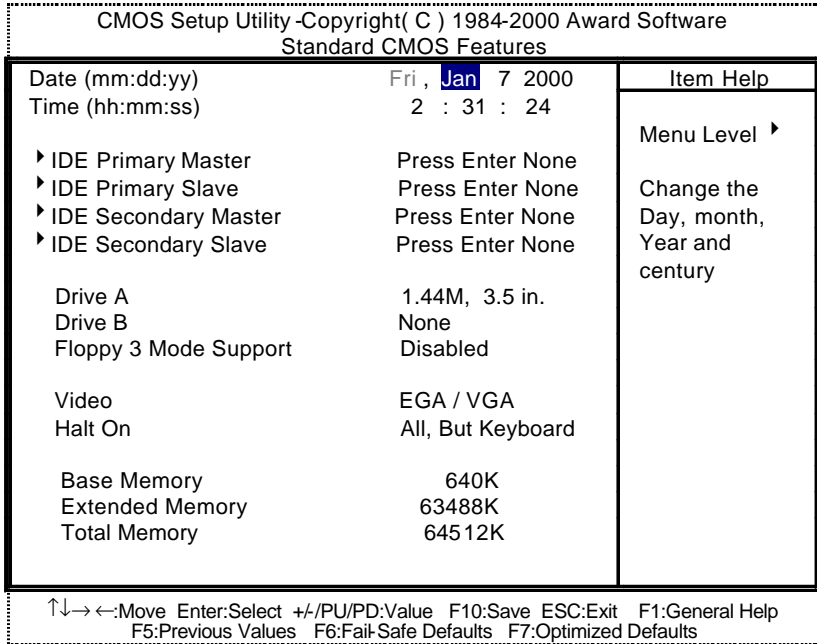 CMOS Setup Utility -Copyright( C ) 1984-2000 Award Software
Standard CMOS Features
Date (mm:dd:yy) Fri , Jan 7 2000
Time (hh:mm:ss) 2 : 31 : 24
IDE Primary Master Press Enter None
IDE Primary Slave Press Enter None
IDE Secondary Master Press Enter None
IDE Secondary Slave Press Enter None
Drive A 1.44M, 3.5 in.
Drive B None
Floppy 3 Mode Support Disabled
Video EGA / VGA
Halt On All, But Keyboard
Base Memory 640K
Extended Memory 63488K
Total Memory 64512K
Item Help
Menu Level
Change the
Day, month,
Year and
century
↑↓→←:Move Enter:Select +/-/PU/PD:Value F10:Save ESC:Exit F1:General Help
F5:Previous Values F6:Fail-Safe Defaults F7:Optimized Defaults